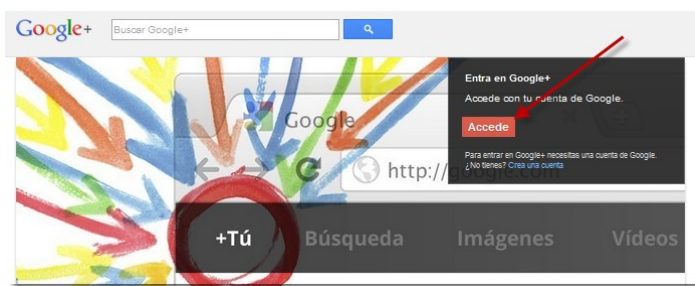 Google+
Buscar Google+
Entra en Google+
Accede con tu cuenta de Google.
Accede
Para entrar en Google+ necesitas una cuenta de Google.
¿No tienes? Crea una cuenta
Google
http://google.com
+Tú Búsqueda Imágenes Vídeos